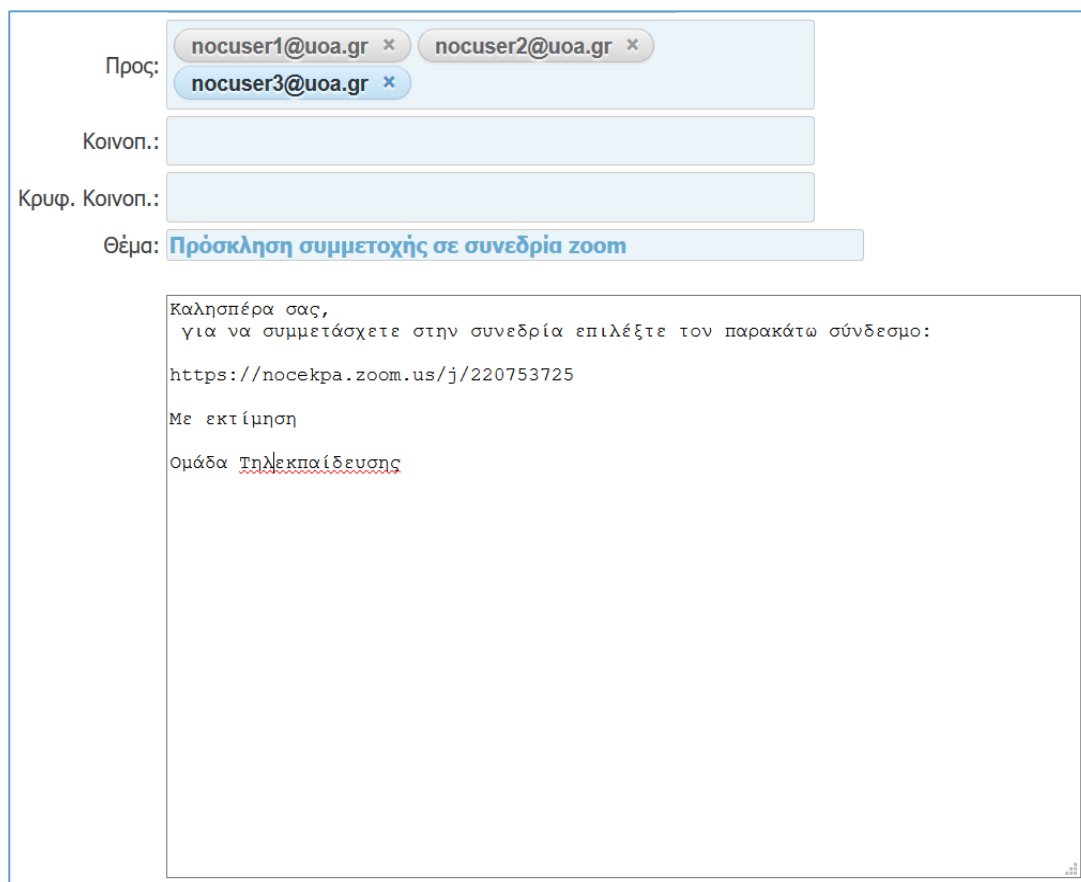 Προς: nocuser1@uoa.gr × nocuser2@uoa.gr ×
nocuser3@uoa.gr ×
Κοινοπ.:
Κρυφ. Κοινοπ.:
Θέμα: Πρόσκληση συμμετοχής σε συνεδρία zoom
Καλησπέρα σας,
για να συμμετάσχετε στην συνεδρία επιλέξτε τον παρακάτω σύνδεσμο:
https://nocekpa.zoom.us/j/220753725
Με εκτίμηση
Ομάδα Τηλεκπαίδευσης